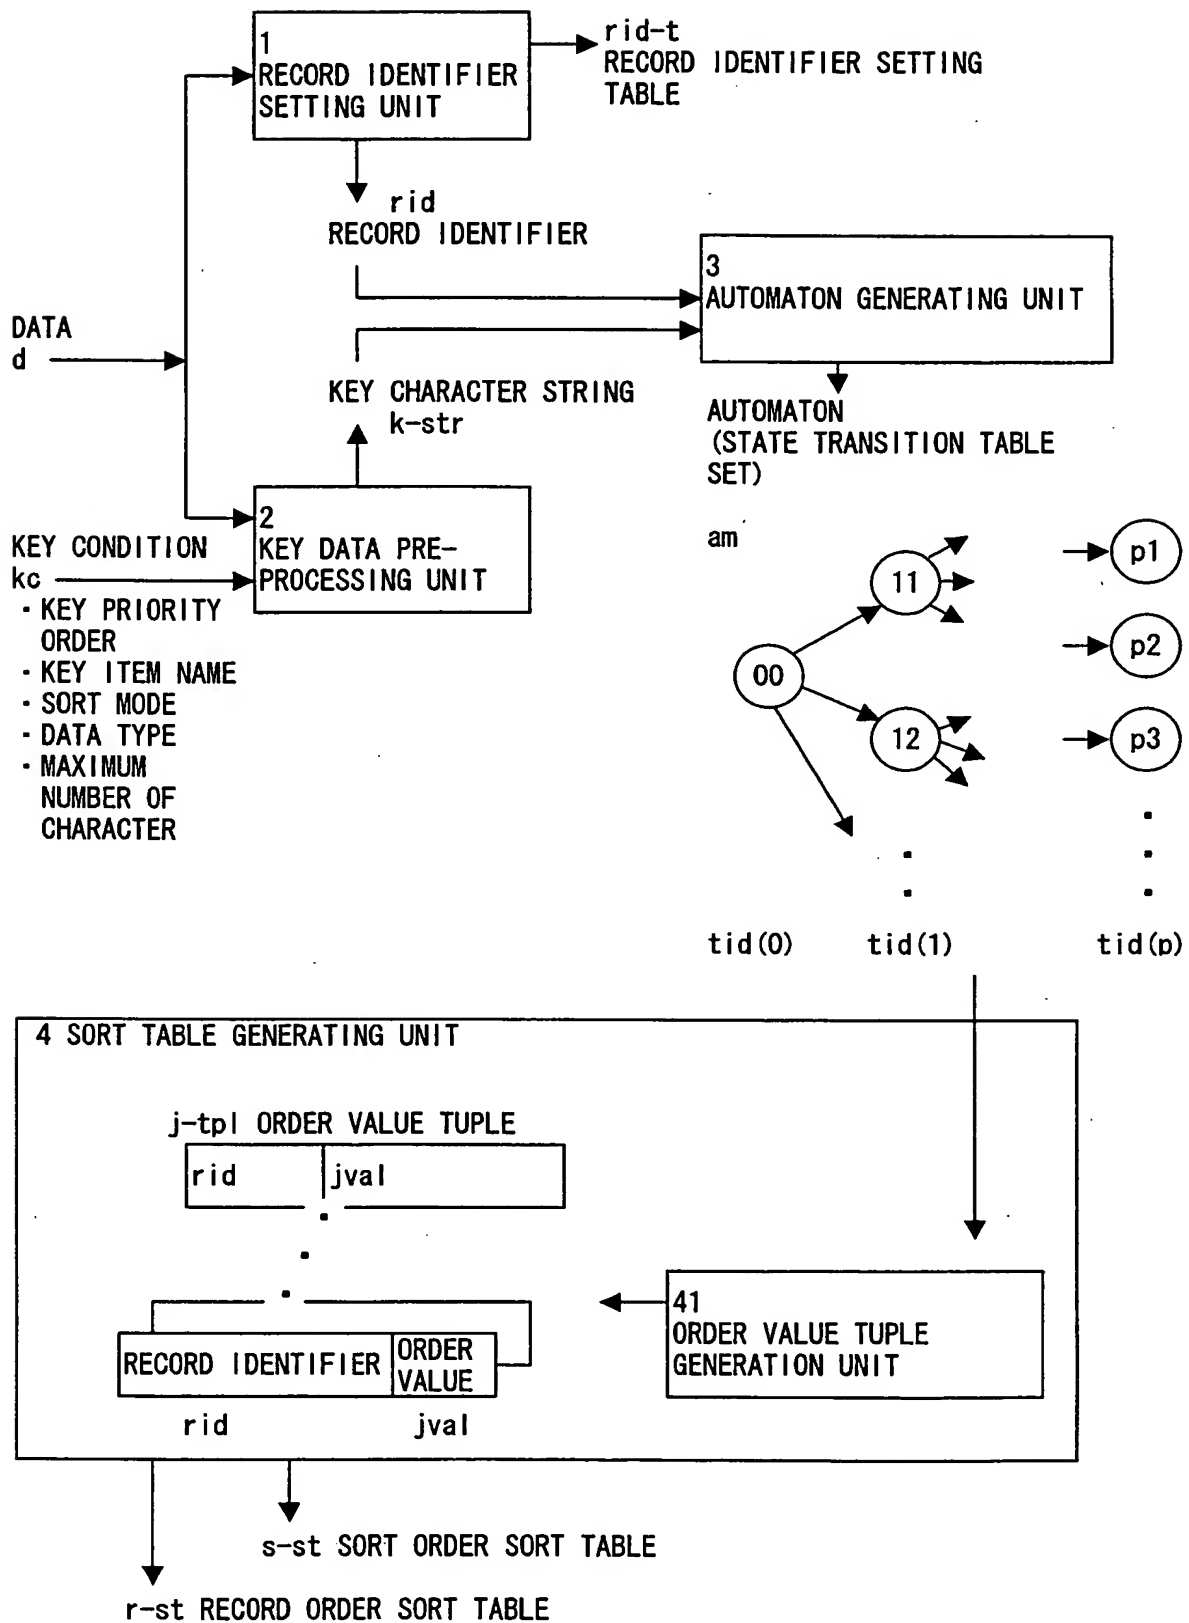 1
RECORD IDENTIFIER
SETTING UNIT
rid-t
RECORD IDENTIFIER SETTING
TABLE
rid
RECORD IDENTIFIER
3
AUTOMATON GENERATING UNIT
DATA
d
KEY CHARACTER STRING
k-str
AUTOMATON
(STATE TRANSITION TABLE
SET)
2
KEY DATA PRE-
PROCESSING UNIT
KEY CONDITION
kc
· KEY PRIORITY
ORDER
· KEY ITEM NAME
· SORT MODE
· DATA TYPE
· MAXIMUM
NUMBER OF
CHARACTER
am
00
11
12
p1
p2
p3
tid(0) tid(1) tid(p)
4 SORT TABLE GENERATING UNIT
j-tpl ORDER VALUE TUPLE
rid jval
41
ORDER VALUE TUPLE
GENERATION UNIT
RECORD IDENTIFIER
ORDER
VALUE
rid jval
s-st SORT ORDER SORT TABLE
r-st RECORD ORDER SORT TABLE